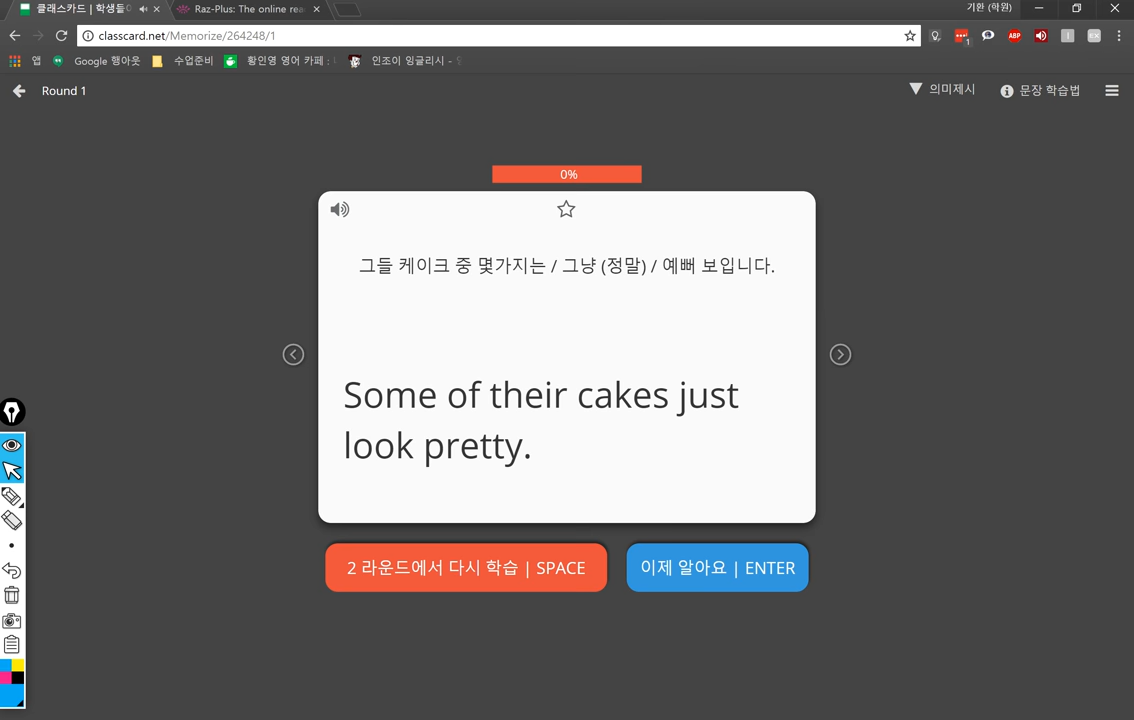 클래스카드 | 학생들이
Raz-Plus: The online rea
기환 (학원)
classcard.net/Memorize/264248/1
ABP
1
앱
Google 행아웃
수업준비
황인영 영어 카페 :
인조이 잉글리시 -
Round 1
의미제시
문장 학습법
0%
그들 케이크 중 몇가지는 / 그냥 (정말) / 예뻐 보입니다.
Some of their cakes just
look pretty.
2 라운드에서 다시 학습 | SPACE
이제 알아요 | ENTER